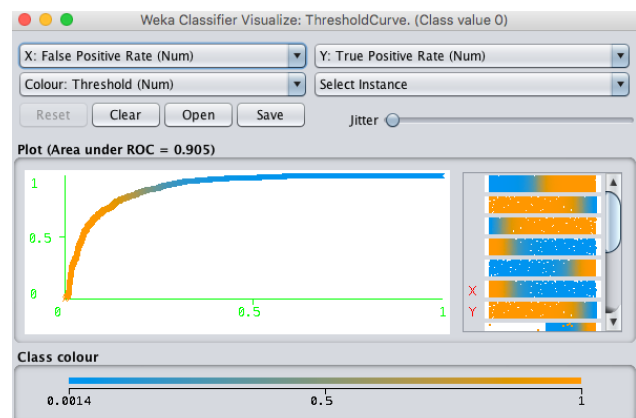 Weka Classifier Visualize: ThresholdCurve. (Class value 0)
X: False Positive Rate (Num) Y: True Positive Rate (Num)
Colour: Threshold (Num) Select Instance
Reset Clear Open Save Jitter
Plot (Area under ROC = 0.905)
1
0.5
0
0 0.5 1
X
Y
Class colour
0.0014 0.5 1